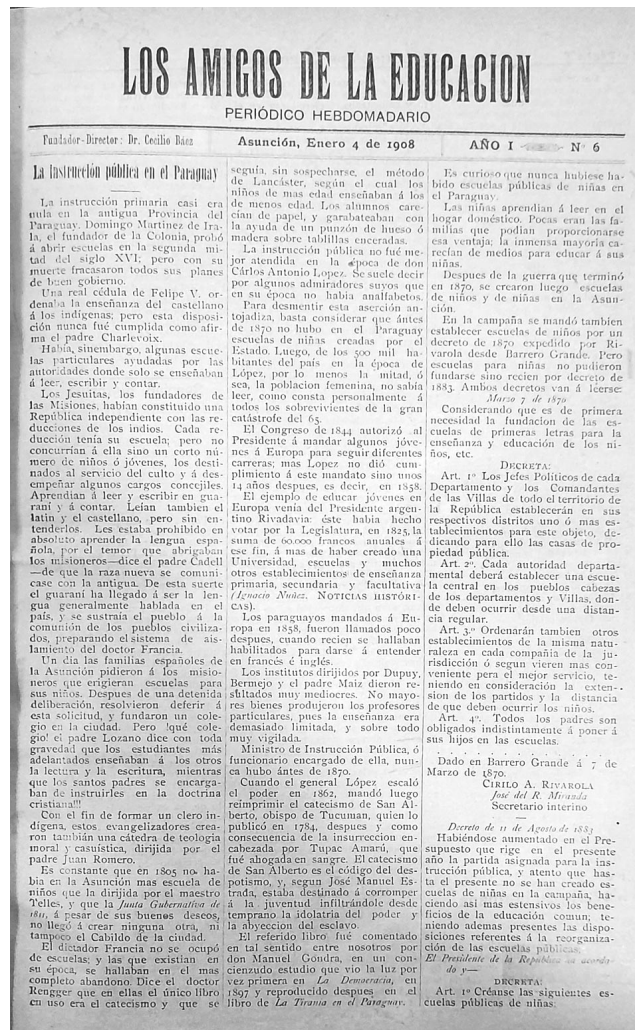 LOS AMIGOS DE LA EDUCACION
PERIÓDICO HEBDOMADARIO
Fundador-Director: Dr. Cecilio Báez
Asunción, Enero 4 de 1908
AÑO I
Nº 6
La instrucción pública en el Paraguay
La instrucción primaria casi era
nula en la antigua Provincia del
Paraguay. Domingo Martinez de Ira-
la, el fundador de la Colonia, probó
á abrir escuelas en la segunda mi-
tad del siglo XVI; pero con su
muerte fracasaron todos sus planes
de buen gobierno.
Una real cédula de Felipe V. or-
denaba la enseñanza del castellano
á los indígenas; pero esta disposi-
ción nunca fué cumplida como afir-
ma el padre Charlevoix.
Había, sinembargo, algunas escue-
las particulares ayudadas por las
autoridades donde solo se enseñaban
á leer, escribir y contar.
Los Jesuitas, los fundadores de
las Misiones, habían constituido una
República independiente con las re-
ducciones de los indios. Cada re-
ducción tenía su escuela; pero no
concurrían á ella sino un corto nú-
mero de niños ó jóvenes, los desti-
nados al servicio del culto y á des-
empeñar algunos cargos concejiles.
Aprendian á leer y escribir en gua-
raní y á contar. Leían tambien el
latin y el castellano, pero sin en-
tenderlos. Les estaba prohibido en
absoluto aprender la lengua espa-
ñola, por el temor que abrigaban
los misioneros—dice el padre Cadell
—de que la raza nueva se comuni-
case con la antigua. De esta suerte
el guaraní ha llegado á ser la len-
gua generalmente hablada en el
país, y se sustraía el pueblo á la
comunión de los pueblos civiliza-
dos, preparando el sistema de ais-
lamiento del doctor Francia.
Un dia las familias españoles de
la Asunción pidieron á los misio-
neros que erigieran escuelas para
sus niños. Despues de una detenida
deliberación, resolvieron deferir á
esta solicitud, y fundaron un cole-
gio en la ciudad. Pero ¡qué cole-
gio! el padre Lozano dice con toda
gravedad que los estudiantes más
adelantados enseñaban á los otros
la lectura y la escritura, mientras
que los santos padres se encarga-
ban de instruirles en la doctrina
cristiana!!!
Con el fin de formar un clero in-
dígena, estos evangelizadores crea-
ron también una cátedra de teologia
moral y casuística, dirijida por el
padre Juan Romero.
Es constante que en 1805 no ha-
bia en la Asunción mas escuela de
niños que la dirijida por el maestro
Telles, y que la Junta Gubernativa de
1811, á pesar de sus buenos deseos,
no llegó á crear ninguna otra, ni
tampoco el Cabildo de la ciudad.
El dictador Francia no se ocupó
de escuelas; y las que existian en
su época, se hallaban en el mas
completo abandono. Dice el doctor
Rengger que en ellas el único libro
en uso era el catecismo y que se
seguía, sin sospecharse, el método
de Lancáster, según el cual los
niños de mas edad enseñaban á los
de menos edad. Los alumnos care-
cían de papel, y garabateaban con
la ayuda de un punzón de hueso ó
madera sobre tablillas enceradas.
La instrucción pública no fué me-
jor atendida en la época de don
Cárlos Antonio Lopez. Se suele decir
por algunos admiradores suyos que
en su época no habia analfabetos.
Para desmentir esta aserción an-
tojadiza, basta considerar que ántes
de 1870 no hubo en el Paraguay
escuelas de niñas creadas por el
Estado. Luego, de los 500 mil ha-
bitantes del país en la época de
López, por lo menos la mitad, ó
sea, la poblacion femenina, no sabía
leer, como consta personalmente á
todos los sobrevivientes de la gran
catástrofe del 65.
El Congreso de 1844 autorizó al
Presidente á mandar algunos jóve-
nes á Europa para seguir diferentes
carreras; mas Lopez no dió cum-
plimiento á este mandato sino unos
14 años despues, es decir, en 1858.
El ejemplo de educar jóvenes en
Europa venía del Presidente argen-
tino Rivadavia: éste habia hecho
votar por la Legislatura, en 1825, la
suma de 60.000 francos anuales á
ese fin, á mas de haber creado una
Universidad, escuelas y muchos
otros establecimientos de enseñanza
primaria, secundaria y facultativa
(Ignacio Nuñez. NOTICIAS HISTÓRI-
CAS).
Los paraguayos mandados á Eu-
ropa en 1858, fueron llamados poco
despues, cuando recien se hallaban
habilitados para darse á entender
en francés é inglés.
Los institutos dirijidos por Dupuy,
Bermejo y el padre Maiz dieron re-
sultados muy mediocres. No mayo-
res bienes produjeron los profesores
particulares, pues la enseñanza era
demasiado limitada, y sobre todo
muy vigilada.
Ministro de Instrucción Pública, ó
funcionario encargado de ella, nun-
ca hubo ántes de 1870.
Cuando el general López escaló
el poder en 1862, mandó luego
reimprimir el catecismo de San Al-
berto, obispo de Tucuman, quien lo
publicó en 1784, despues y como
consecuencia de la insurreccion en-
cabezada por Tupac Amarú, que
fué ahogada en sangre. El catecismo
de San Alberto es el código del des-
potismo, y, segun José Manuel Es-
trada, estaba destinado á corromper
á la juventud infiltrándole desde
temprano la idolatría del poder y
la abyeccion del esclavo.
El referido libro fué comentado
en tal sentido entre nosotros por
don Manuel Gondra, en un con-
cienzudo estudio que vio la luz por
vez primera en La Democracia, en
1897 y reproducido despues en el
libro de La Tiranía en el Paraguay.
Es curioso que nunca hubiese ha-
bido escuelas públicas de niñas en
el Paraguay.
Las niñas aprendian á leer en el
hogar doméstico. Pocas eran las fa-
milias que podían proporcionarse
esa ventaja; la inmensa mayoría ca-
recían de medios para educar á sus
niñas.
Despues de la guerra que terminó
en 1870, se crearon luego escuelas
de niños y de niñas en la Asun-
ción.
En la campaña se mandó tambien
establecer escuelas de niños por un
decreto de 1870 expedido por Ri-
varola desde Barrero Grande. Pero
escuelas para niñas no pudieron
fundarse sino recien por decreto de
1883. Ambos decretos van á leerse:
Marzo 7 de 1870
Considerando que es de primera
necesidad la fundacion de las es-
cuelas de primeras letras para la
enseñanza y educación de los ni-
ños, etc.
DECRETA:
Art. 1º Los Jefes Politicos de cada
Departamento y los Comandantes
de las Villas de todo el territorio de
la República establecerán en sus
respectivos distritos uno ó mas es-
tablecimientos para este objeto, de-
dicando para ello las casas de pro-
piedad pública.
Art. 2º. Cada autoridad departa-
mental deberá establecer una escue-
la central en los pueblos cabezas
de los departamentos y Villas, don-
de deben ocurrir desde una distan-
cia regular.
Art. 3.º Ordenarán tambien otros
establecimientos de la misma natu-
raleza en cada compañia de la ju-
risdicción ó segun vieren mas con-
veniente pera el mejor servicio, te-
niendo en consideración la exten-
sion de los partidos y la distancia
de que deben ocurrir los niños.
Art. 4º. Todos los padres son
obligados indistintamente á poner á
sus hijos en las escuelas.
. . . . . . . . . .
Dado en Barrero Grande á 7 de
Marzo de 1870.
CIRILO A. RIVAROLA
José del R. Miranda
Secretario interino
Decreto de 11 de Agosto de 1883
Habiéndose aumentado en el Pre-
supuesto que rige en el presente
año la partida asignada para la ins-
trucción pública, y atento que has-
ta el presente no se han creado es-
cuelas de niñas en la campaña, ha-
ciendo asi mas extensivos los bene-
ficios de la educación comun; te-
niendo ademas presentes las dispo-
siciones referentes á la reorganiza-
ción de las escuelas públicas,
El Presidente de la República ha acorda-
do y—
DECRETA:
Art. 1º Créanse las siguientes es-
cuelas públicas de niñas: